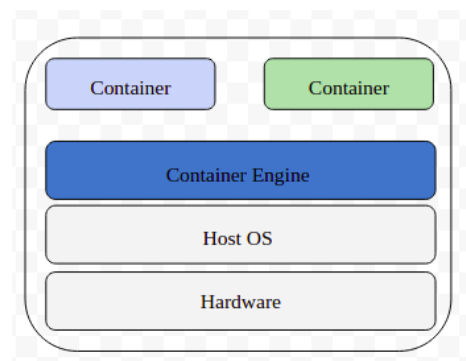 Container
Container
Container Engine
Host OS
Hardware